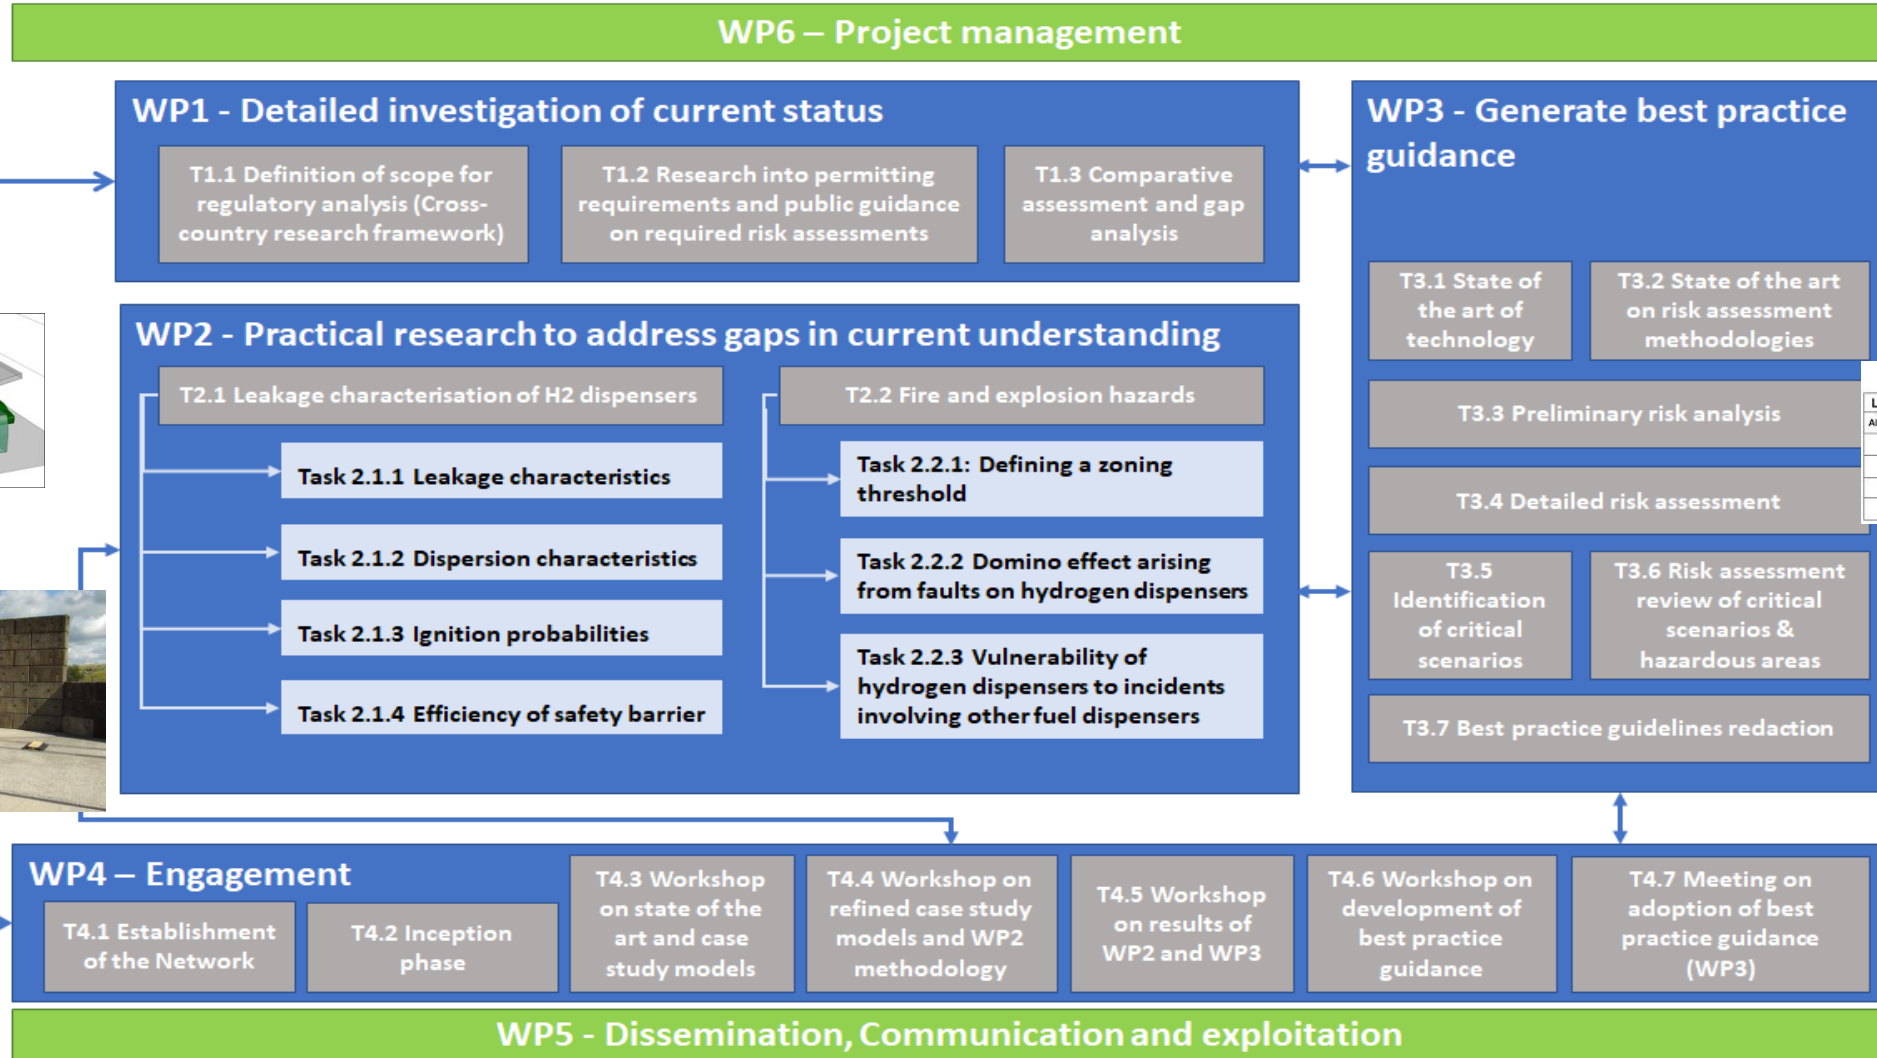 WP6 – Project management
WP1 - Detailed investigation of current status
T1.1 Definition of scope for
regulatory analysis (Cross-
country research framework)
T1.2 Research into permitting
requirements and public guidance
on required risk assessments
T1.3 Comparative
assessment and gap
analysis
WP2 - Practical research to address gaps in current understanding
T2.1 Leakage characterisation of H2 dispensers
Task 2.1.1 Leakage characteristics
Task 2.1.2 Dispersion characteristics
Task 2.1.3 Ignition probabilities
Task 2.1.4 Efficiency of safety barrier
T2.2 Fire and explosion hazards
Task 2.2.1: Defining a zoning
threshold
Task 2.2.2 Domino effect arising
from faults on hydrogen dispensers
Task 2.2.3 Vulnerability of
hydrogen dispensers to incidents
involving other fuel dispensers
WP3 - Generate best practice
guidance
T3.1 State of
the art of
technology
T3.2 State of the art
on risk assessment
methodologies
T3.3 Preliminary risk analysis
T3.4 Detailed risk assessment
T3.5
Identification
of critical
scenarios
T3.6 Risk assessment
review of critical
scenarios &
hazardous areas
T3.7 Best practice guidelines redaction
WP4 – Engagement
T4.1 Establishment
of the Network
T4.2 Inception
phase
T4.3 Workshop
on state of the
art and case
study models
T4.4 Workshop on
refined case study
models and WP2
methodology
T4.5 Workshop
on results of
WP2 and WP3
T4.6 Workshop on
development of
best practice
guidance
T4.7 Meeting on
adoption of best
practice guidance
(WP3)
WP5 - Dissemination, Communication and exploitation